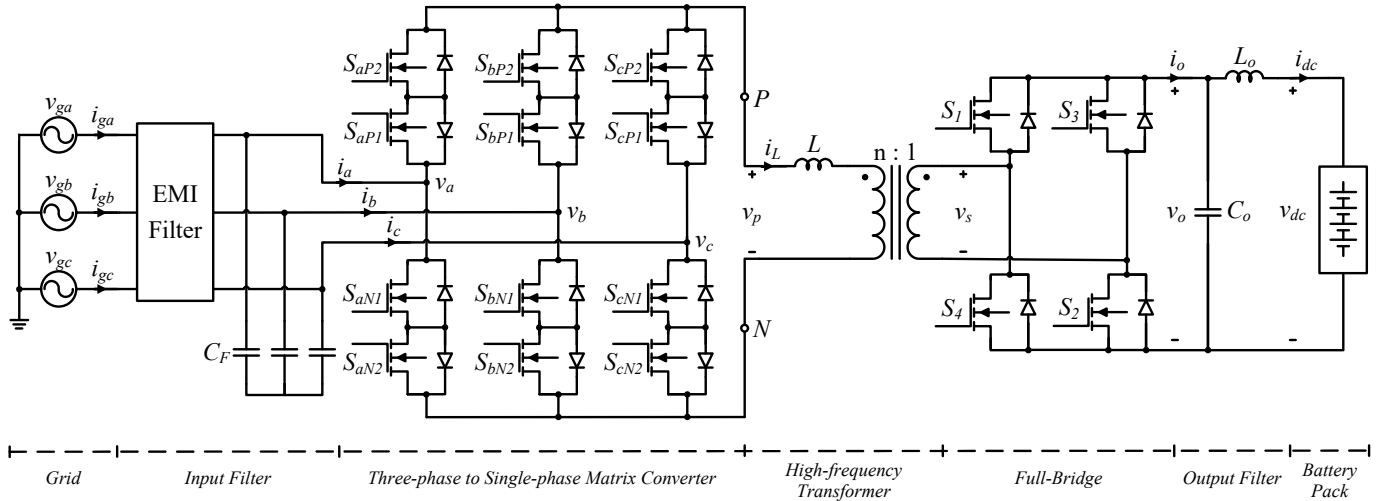 S_aP2
S_bP2
S_cP2
i_o
L_o
i_dc
v_ga
i_ga
S_aP1
S_bP1
S_cP1
P
S_1
S_3
i_L
L
n : 1
EMI
Filter
i_a
v_a
v_gb
i_gb
i_b
v_b
v_p
v_s
v_o
C_o
v_dc
i_c
v_c
v_gc
i_gc
S_aN1
S_bN1
S_cN1
S_4
S_2
N
C_F
S_aN2
S_bN2
S_cN2
Grid
Input Filter
Three-phase to Single-phase Matrix Converter
High-frequency
Transformer
Full-Bridge
Output Filter
Battery
Pack